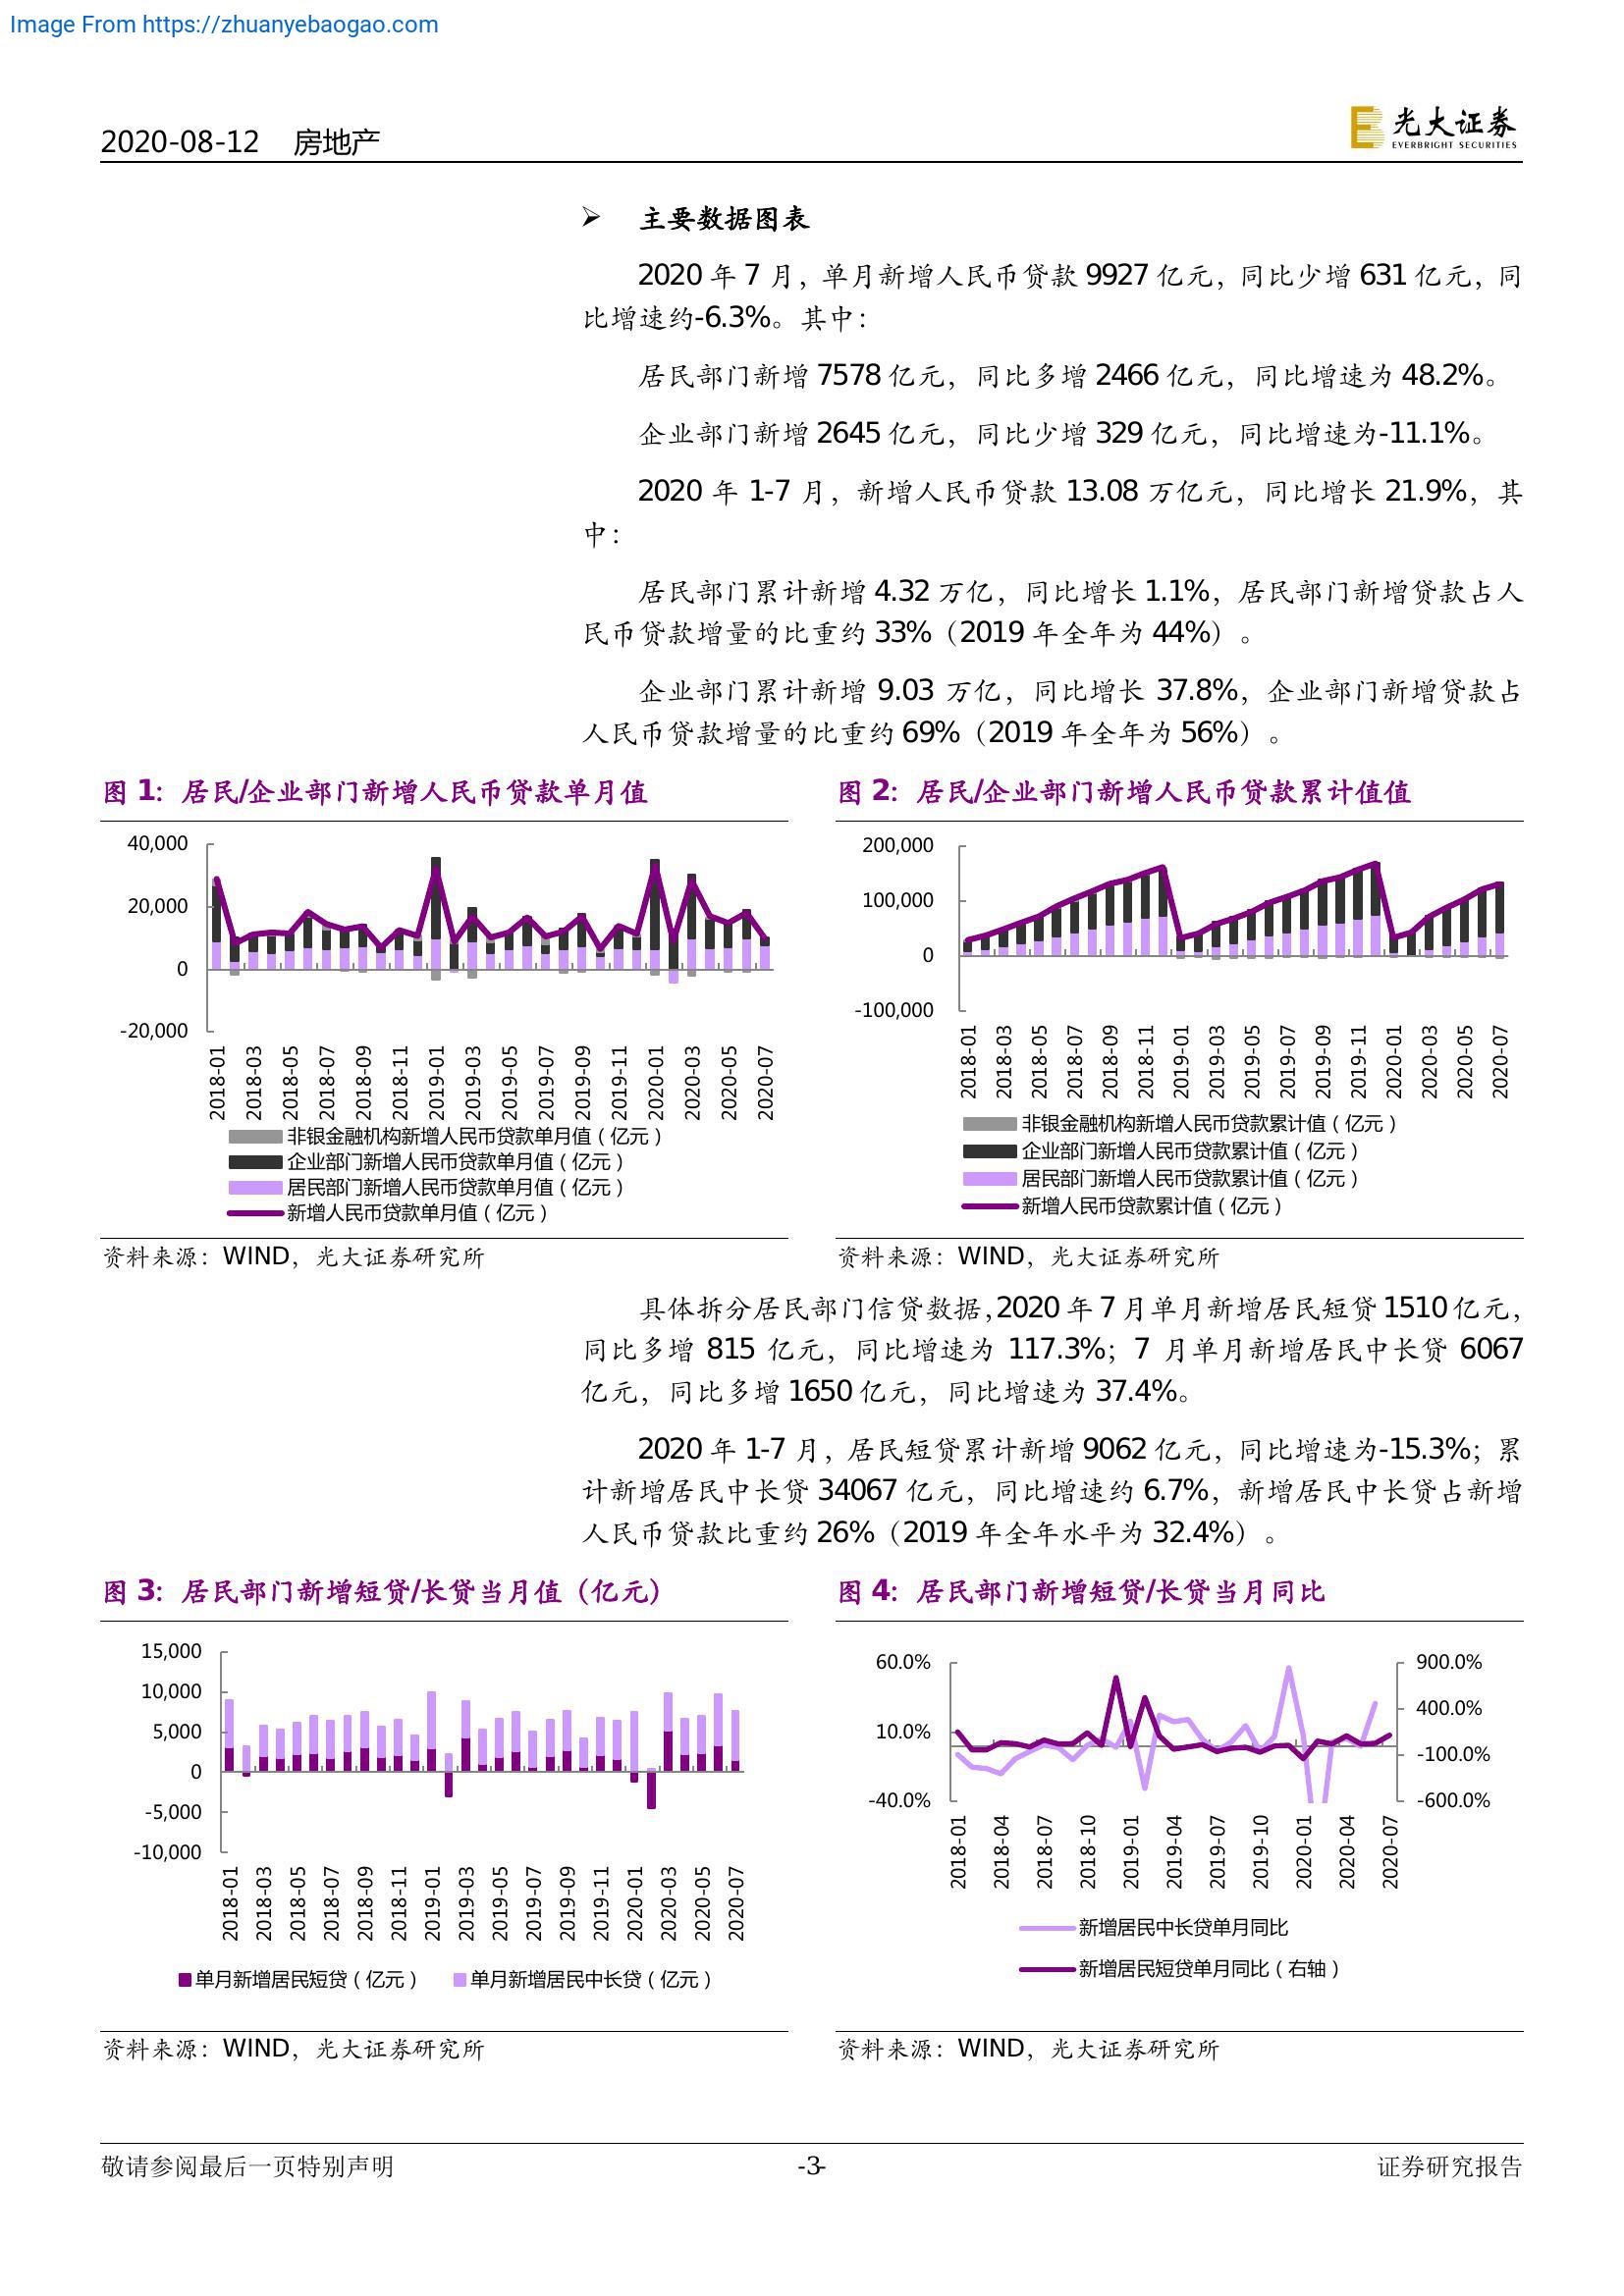 Image From https://zhuanyebaogao.com
2020-08-12 房地产
光大证券
EVERBRIGHT SECURITIES
➢ 主要数据图表
2020 年 7 月，单月新增人民币贷款 9927 亿元，同比少增 631 亿元，同
比增速约-6.3%。其中：
居民部门新增 7578 亿元，同比多增 2466 亿元，同比增速为 48.2%。
企业部门新增 2645 亿元，同比少增 329 亿元，同比增速为-11.1%。
2020 年 1-7 月，新增人民币贷款 13.08 万亿元，同比增长 21.9%，其
中：
居民部门累计新增 4.32 万亿，同比增长 1.1%，居民部门新增贷款占人
民币贷款增量的比重约 33%（2019 年全年为 44%）。
企业部门累计新增 9.03 万亿，同比增长 37.8%，企业部门新增贷款占
人民币贷款增量的比重约 69%（2019 年全年为 56%）。
图 1：居民/企业部门新增人民币贷款单月值
40,000
20,000
0
-20,000
2018-01
2018-03
2018-05
2018-07
2018-09
2018-11
2019-01
2019-03
2019-05
2019-07
2019-09
2019-11
2020-01
2020-03
2020-05
2020-07
非银金融机构新增人民币贷款单月值（亿元）
企业部门新增人民币贷款单月值（亿元）
居民部门新增人民币贷款单月值（亿元）
新增人民币贷款单月值（亿元）
资料来源：WIND，光大证券研究所
图 2：居民/企业部门新增人民币贷款累计值值
200,000
100,000
0
-100,000
2018-01
2018-03
2018-05
2018-07
2018-09
2018-11
2019-01
2019-03
2019-05
2019-07
2019-09
2019-11
2020-01
2020-03
2020-05
2020-07
非银金融机构新增人民币贷款累计值（亿元）
企业部门新增人民币贷款累计值（亿元）
居民部门新增人民币贷款累计值（亿元）
新增人民币贷款累计值（亿元）
资料来源：WIND，光大证券研究所
具体拆分居民部门信贷数据，2020 年 7 月单月新增居民短贷 1510 亿元，
同比多增 815 亿元，同比增速为 117.3%；7 月单月新增居民中长贷 6067
亿元，同比多增 1650 亿元，同比增速为 37.4%。
2020 年 1-7 月，居民短贷累计新增 9062 亿元，同比增速为-15.3%；累
计新增居民中长贷 34067 亿元，同比增速约 6.7%，新增居民中长贷占新增
人民币贷款比重约 26%（2019 年全年水平为 32.4%）。
图 3：居民部门新增短贷/长贷当月值（亿元）
15,000
10,000
5,000
0
-5,000
-10,000
2018-01
2018-03
2018-05
2018-07
2018-09
2018-11
2019-01
2019-03
2019-05
2019-07
2019-09
2019-11
2020-01
2020-03
2020-05
2020-07
单月新增居民短贷（亿元） 单月新增居民中长贷（亿元）
资料来源：WIND，光大证券研究所
图 4：居民部门新增短贷/长贷当月同比
60.0%
10.0%
-40.0%
900.0%
400.0%
-100.0%
-600.0%
2018-01
2018-04
2018-07
2018-10
2019-01
2019-04
2019-07
2019-10
2020-01
2020-04
2020-07
新增居民中长贷单月同比
新增居民短贷单月同比（右轴）
资料来源：WIND，光大证券研究所
敬请参阅最后一页特别声明 -3- 证券研究报告